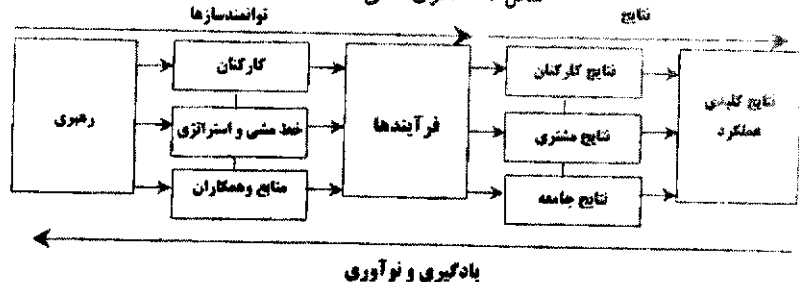 توانمندسازها
نتایج
رهبری
کارکنان
خط مشی و استراتژی
منابع وهمکاران
فرآیندها
نتایج کارکنان
نتایج مشتری
نتایج جامعه
نتایج کلیدی
عملکرد
یادگیری و نوآوری